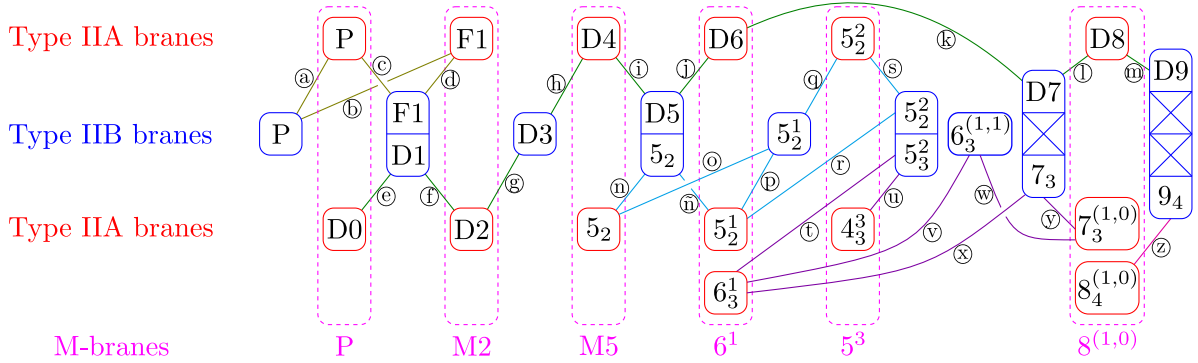 Type IIA branes P F1 D4 D6 5₂² D8
ⓐ ⓒ ⓑ ⓓ ⓗ ⓘ ⓙ ⓠ ⓢ ⓚ ⓛ ⓜ
Type IIB branes P F1 D1 D3 D5 5₂ 5₂¹ 5₂² 5₃² 6₃^(1,1) D7 7₃ D9 9₄
ⓔ ⓕ ⓖ ⓝ ñ ⓞ ⓟ ⓡ ⓤ ⓦ ⓨ ⓩ
Type IIA branes D0 D2 5₂ 5₂¹ 4₃³ 7₃^(1,0)
ⓣ ⓥ ⓧ
6₃¹ 8₄^(1,0)
M-branes P M2 M5 6¹ 5³ 8^(1,0)